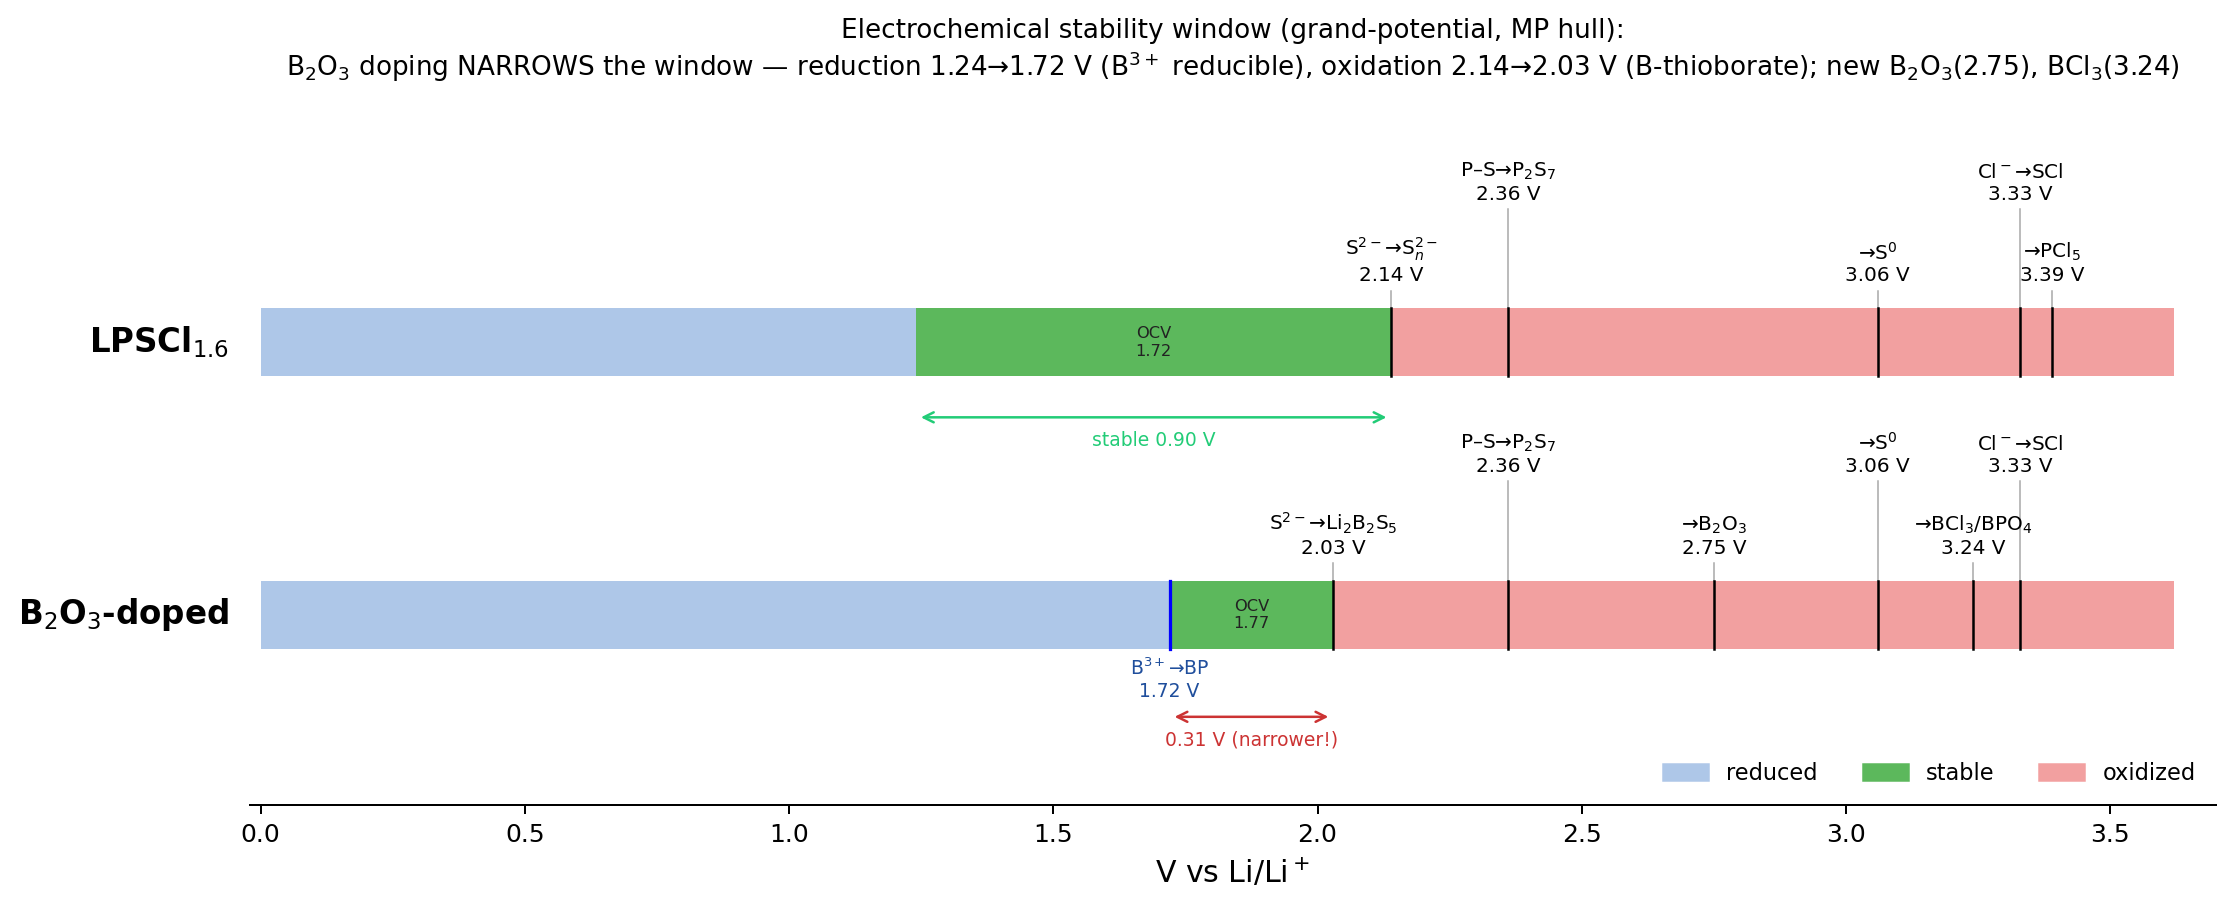 Electrochemical stability window (grand-potential, MP hull):
B₂O₃ doping NARROWS the window — reduction 1.24→1.72 V (B³⁺ reducible), oxidation 2.14→2.03 V (B-thioborate); new B₂O₃(2.75), BCl₃(3.24)
P–S→P₂S₇
2.36 V
Cl⁻→SCl
3.33 V
S²⁻→Sₙ²⁻
2.14 V
→S⁰
3.06 V
→PCl₅
3.39 V
LPSCl₁.₆
OCV
1.72
stable 0.90 V
P–S→P₂S₇
2.36 V
→S⁰
3.06 V
Cl⁻→SCl
3.33 V
S²⁻→Li₂B₂S₅
2.03 V
→B₂O₃
2.75 V
→BCl₃/BPO₄
3.24 V
B₂O₃-doped
OCV
1.77
B³⁺→BP
1.72 V
0.31 V (narrower!)
reduced stable oxidized
0.0 0.5 1.0 1.5 2.0 2.5 3.0 3.5
V vs Li/Li⁺